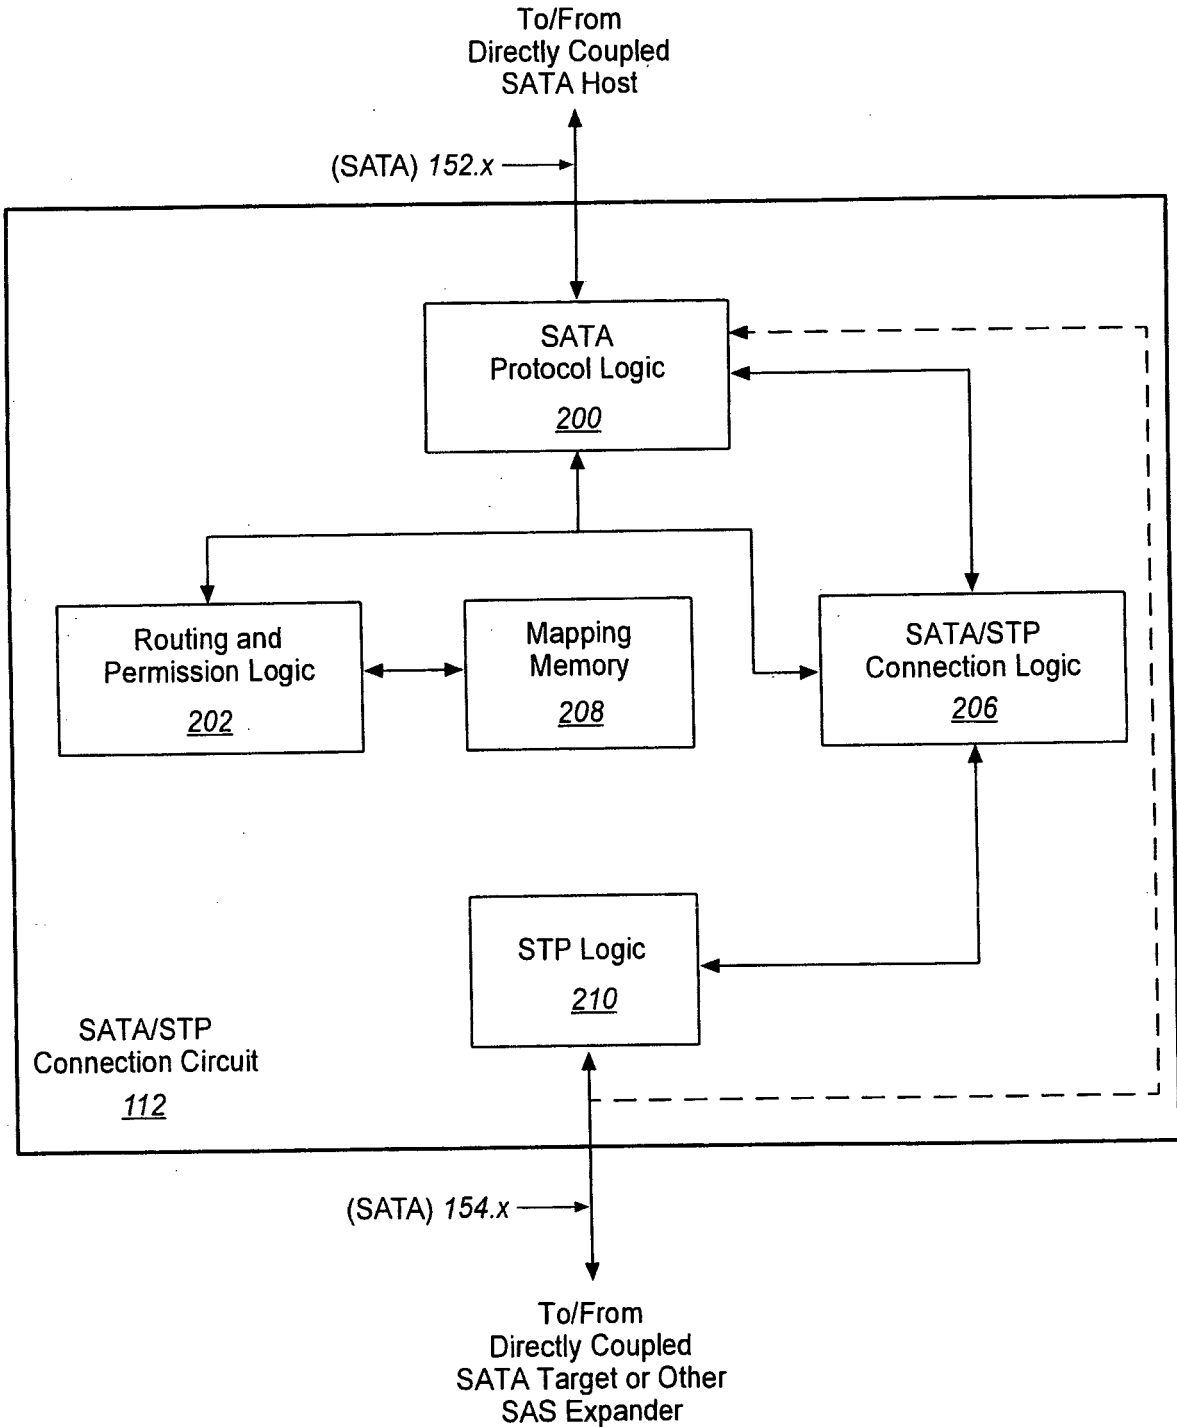 To/From
Directly Coupled
SATA Host
(SATA) 152.x
SATA
Protocol Logic
200
Routing and
Permission Logic
202
Mapping
Memory
208
SATA/STP
Connection Logic
206
STP Logic
210
SATA/STP
Connection Circuit
112
(SATA) 154.x
To/From
Directly Coupled
SATA Target or Other
SAS Expander